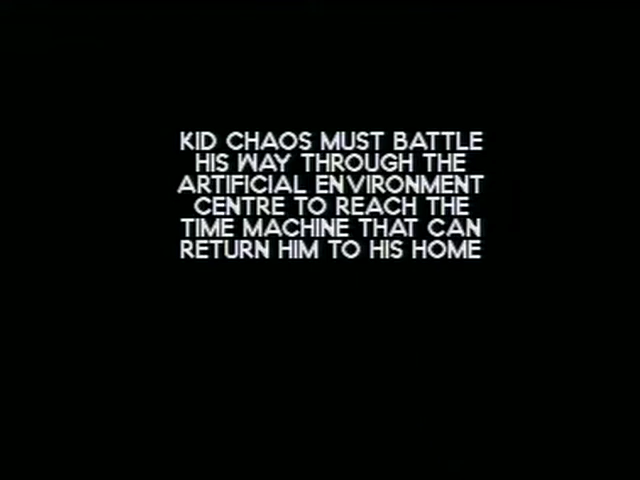 KID CHAOS MUST BATTLE
HIS WAY THROUGH THE
ARTIFICIAL ENVIRONMENT
CENTRE TO REACH THE
TIME MACHINE THAT CAN
RETURN HIM TO HIS HOME